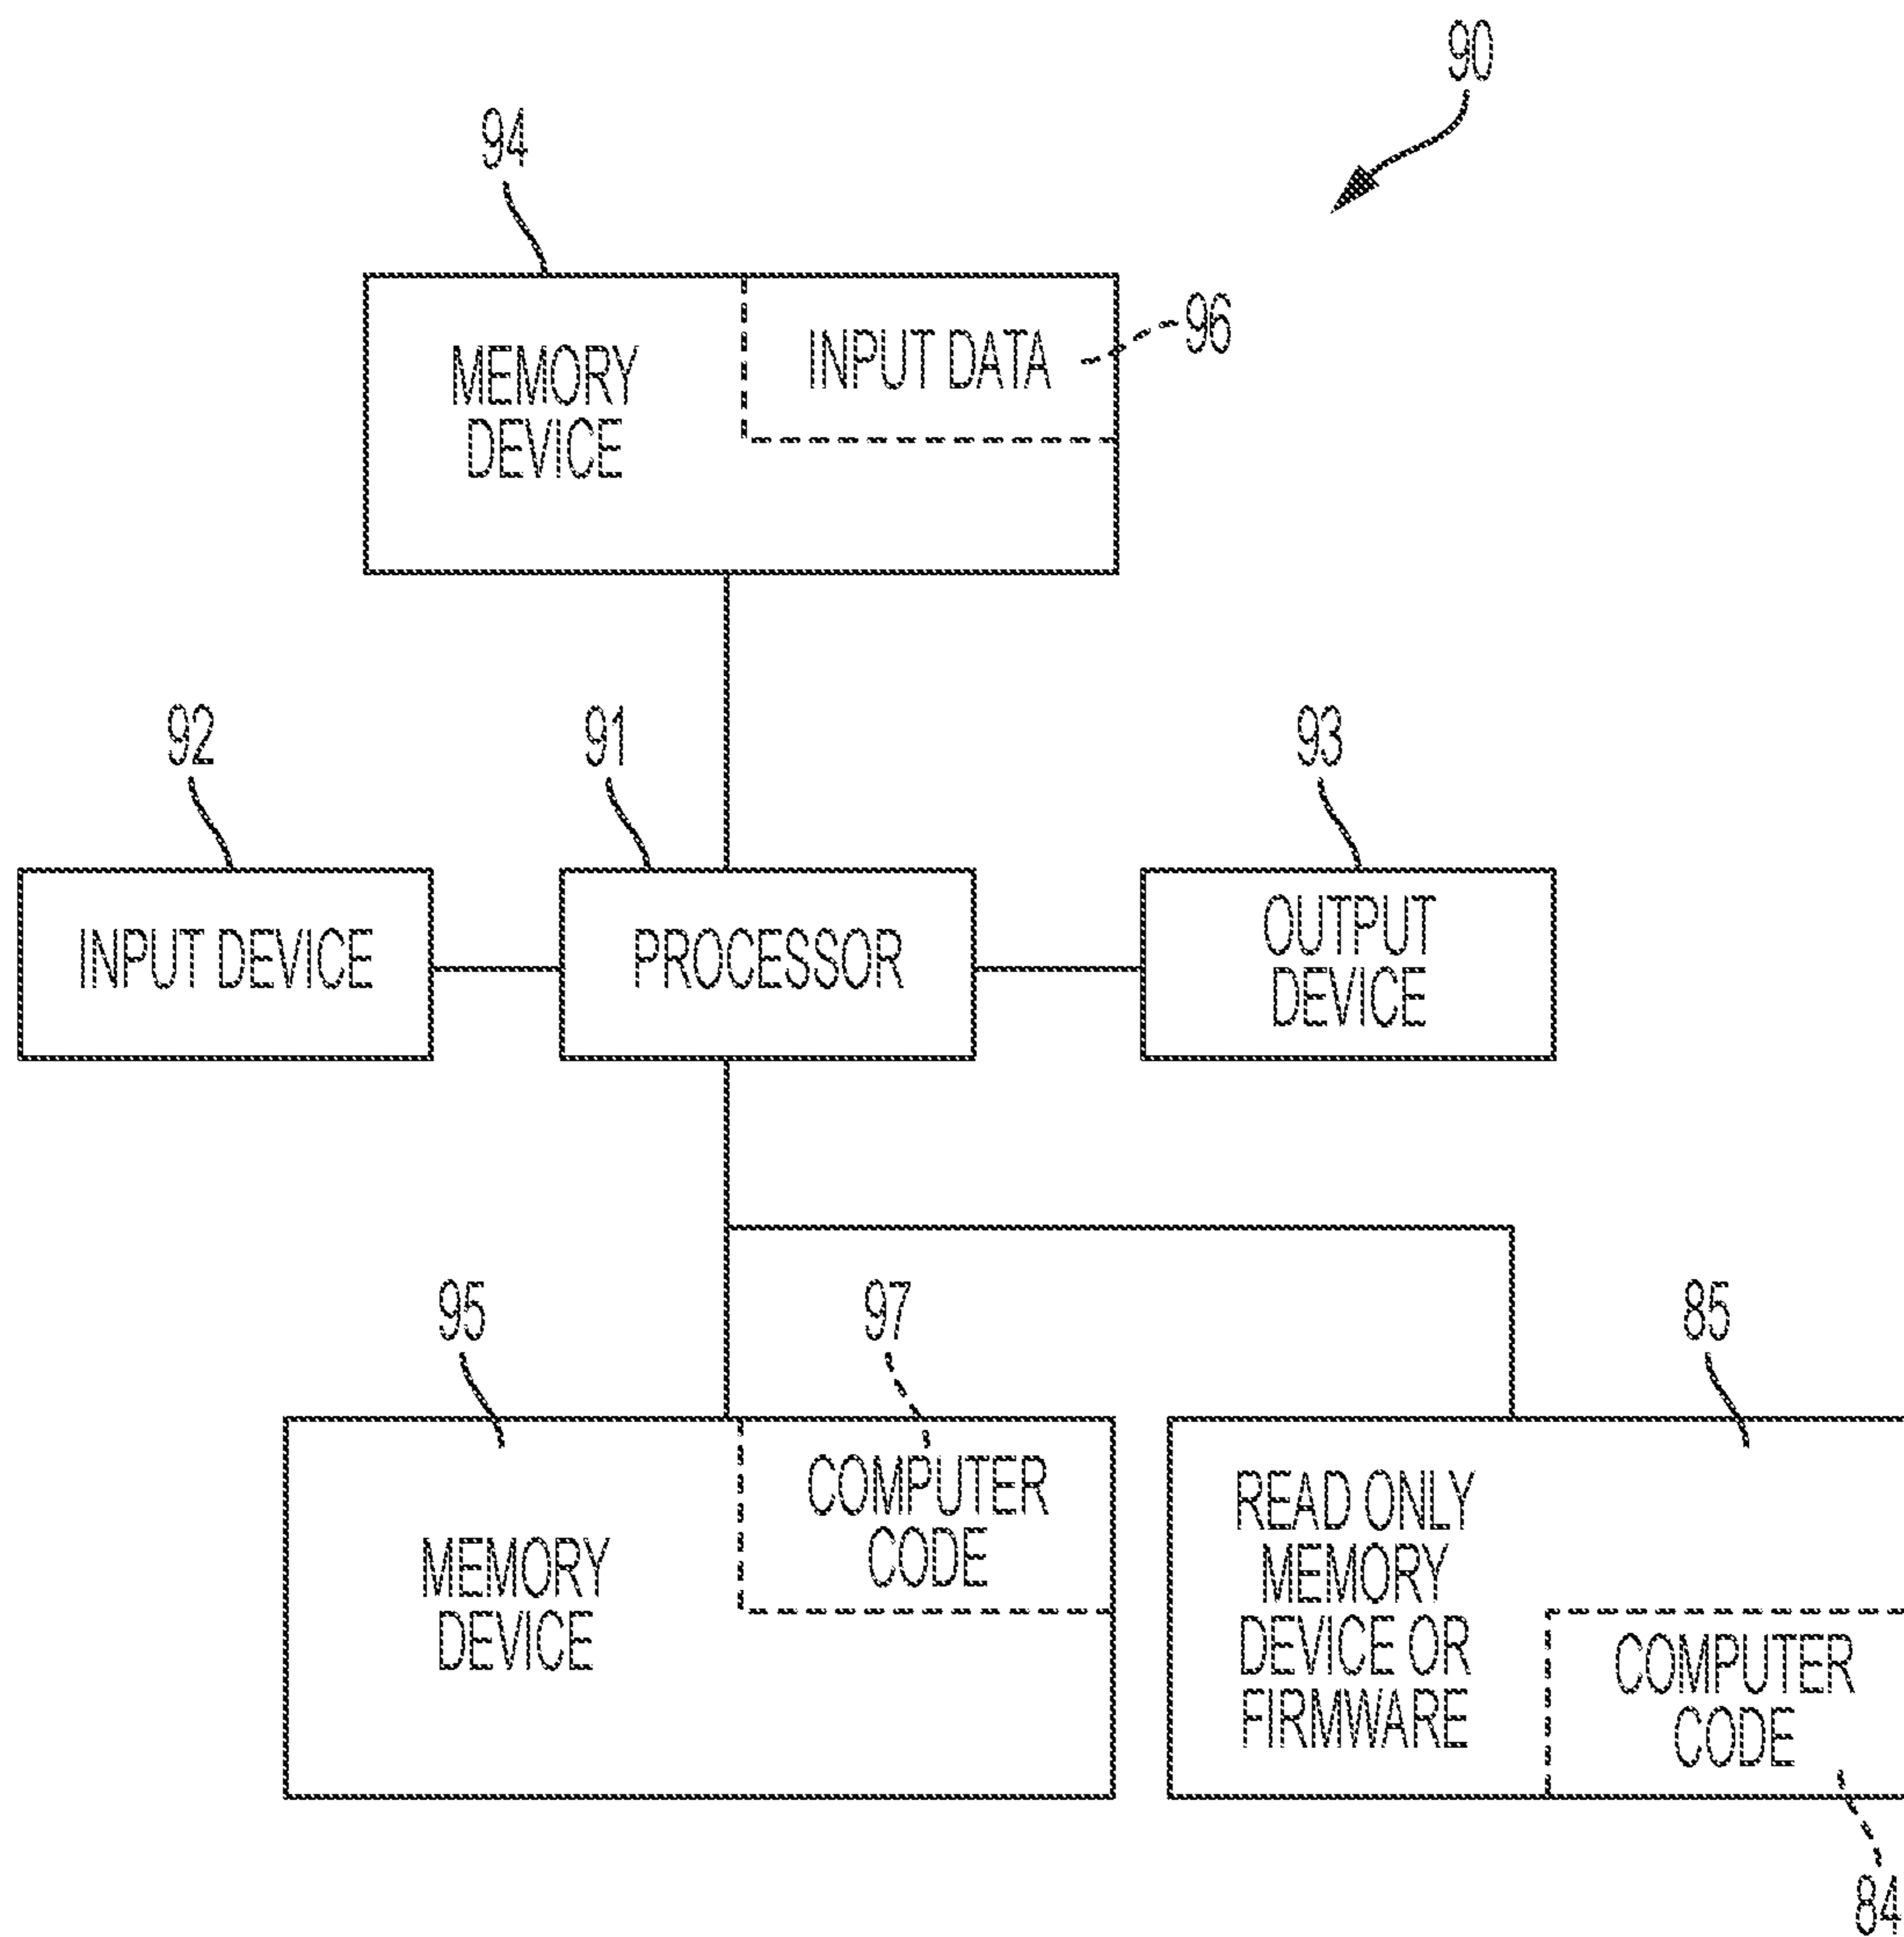 90
94
MEMORY
DEVICE
INPUT DATA
96
92
91
93
INPUT DEVICE
PROCESSOR
OUTPUT
DEVICE
95
97
85
MEMORY
DEVICE
COMPUTER
CODE
READ ONLY
MEMORY
DEVICE OR
FIRMWARE
COMPUTER
CODE
84